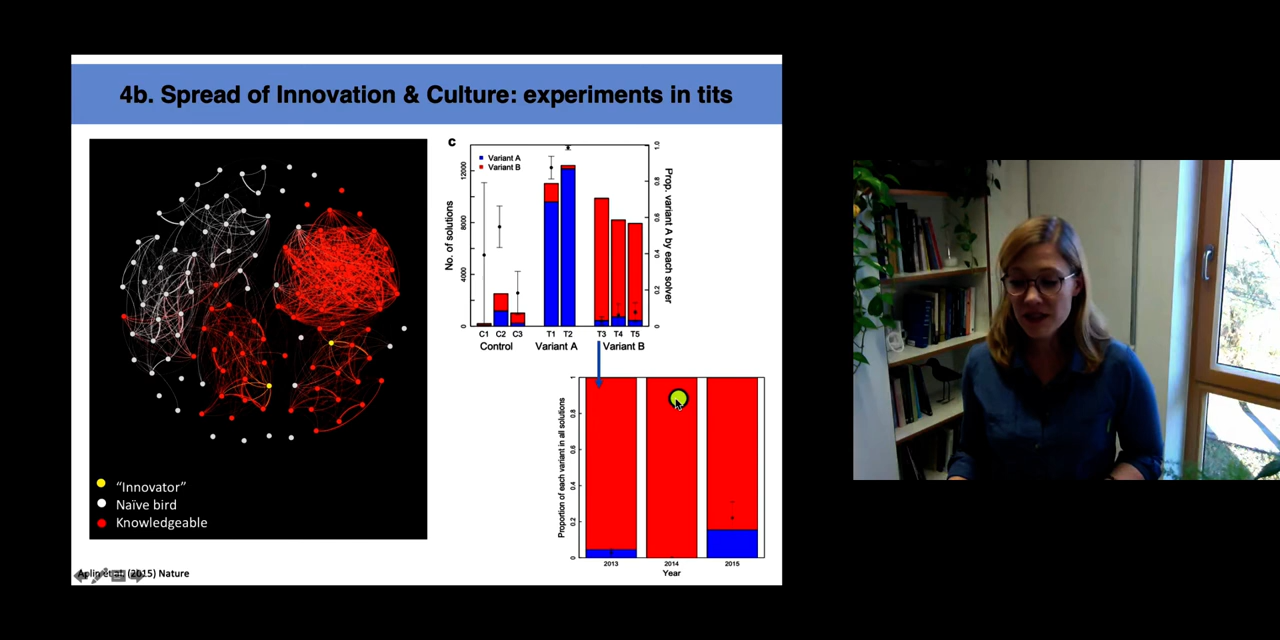 4b. Spread of Innovation & Culture: experiments in tits
"Innovator"
Naïve bird
Knowledgeable
Aplin et al. (2015) Nature
c
Variant A
Variant B
No. of solutions
0
4000
8000
12000
Prop. variant A by each solver
0
0.2
0.4
0.6
0.8
1.0
C1 C2 C3 T1 T2 T3 T4 T5
Control Variant A Variant B
Proportion of each variant in all solutions
0
0.2
0.4
0.6
0.8
1
2013 2014 2015
Year